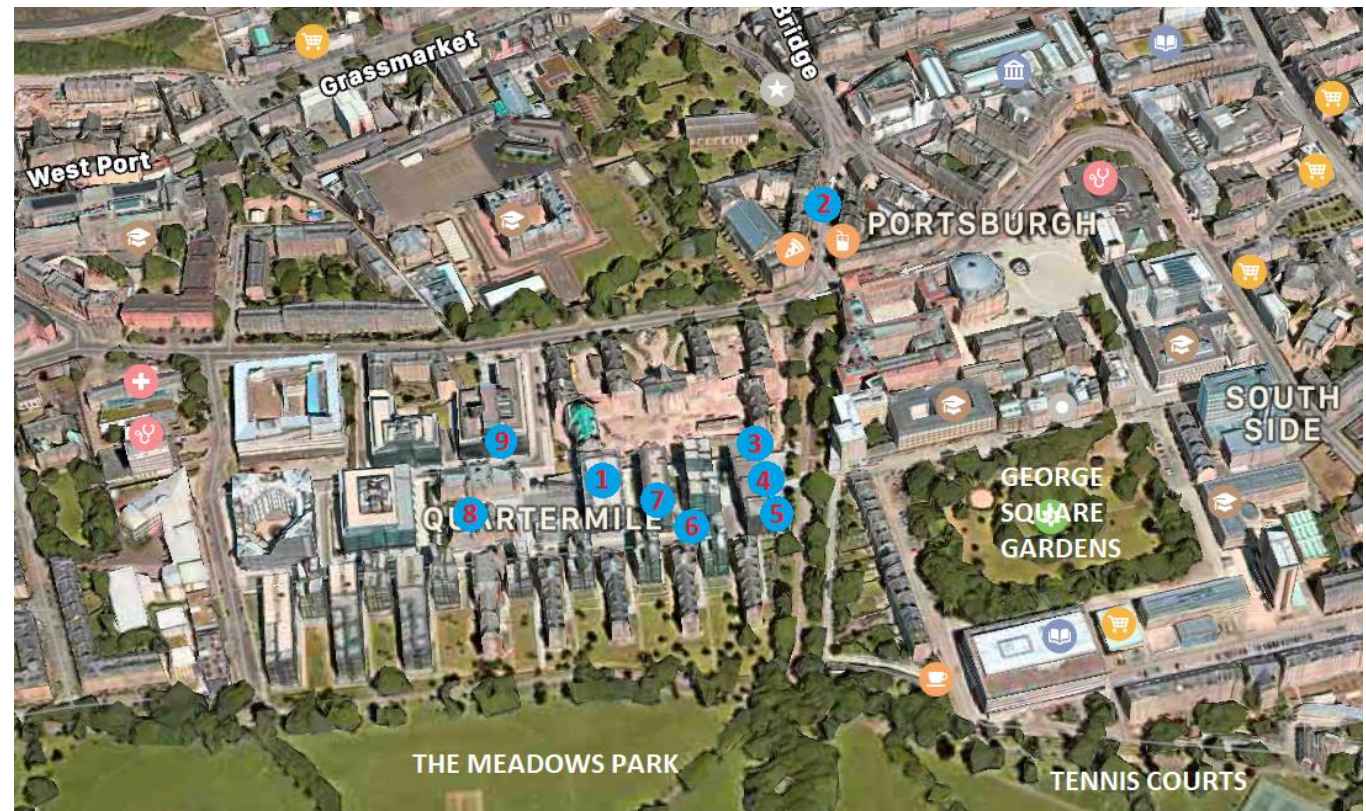 Grassmarket
Bridge
West Port
2
PORTSBURGH
SOUTH
SIDE
9
3
1
4
7
8
5
6
QUARTERMILE
GEORGE
SQUARE
GARDENS
THE MEADOWS PARK
TENNIS COURTS